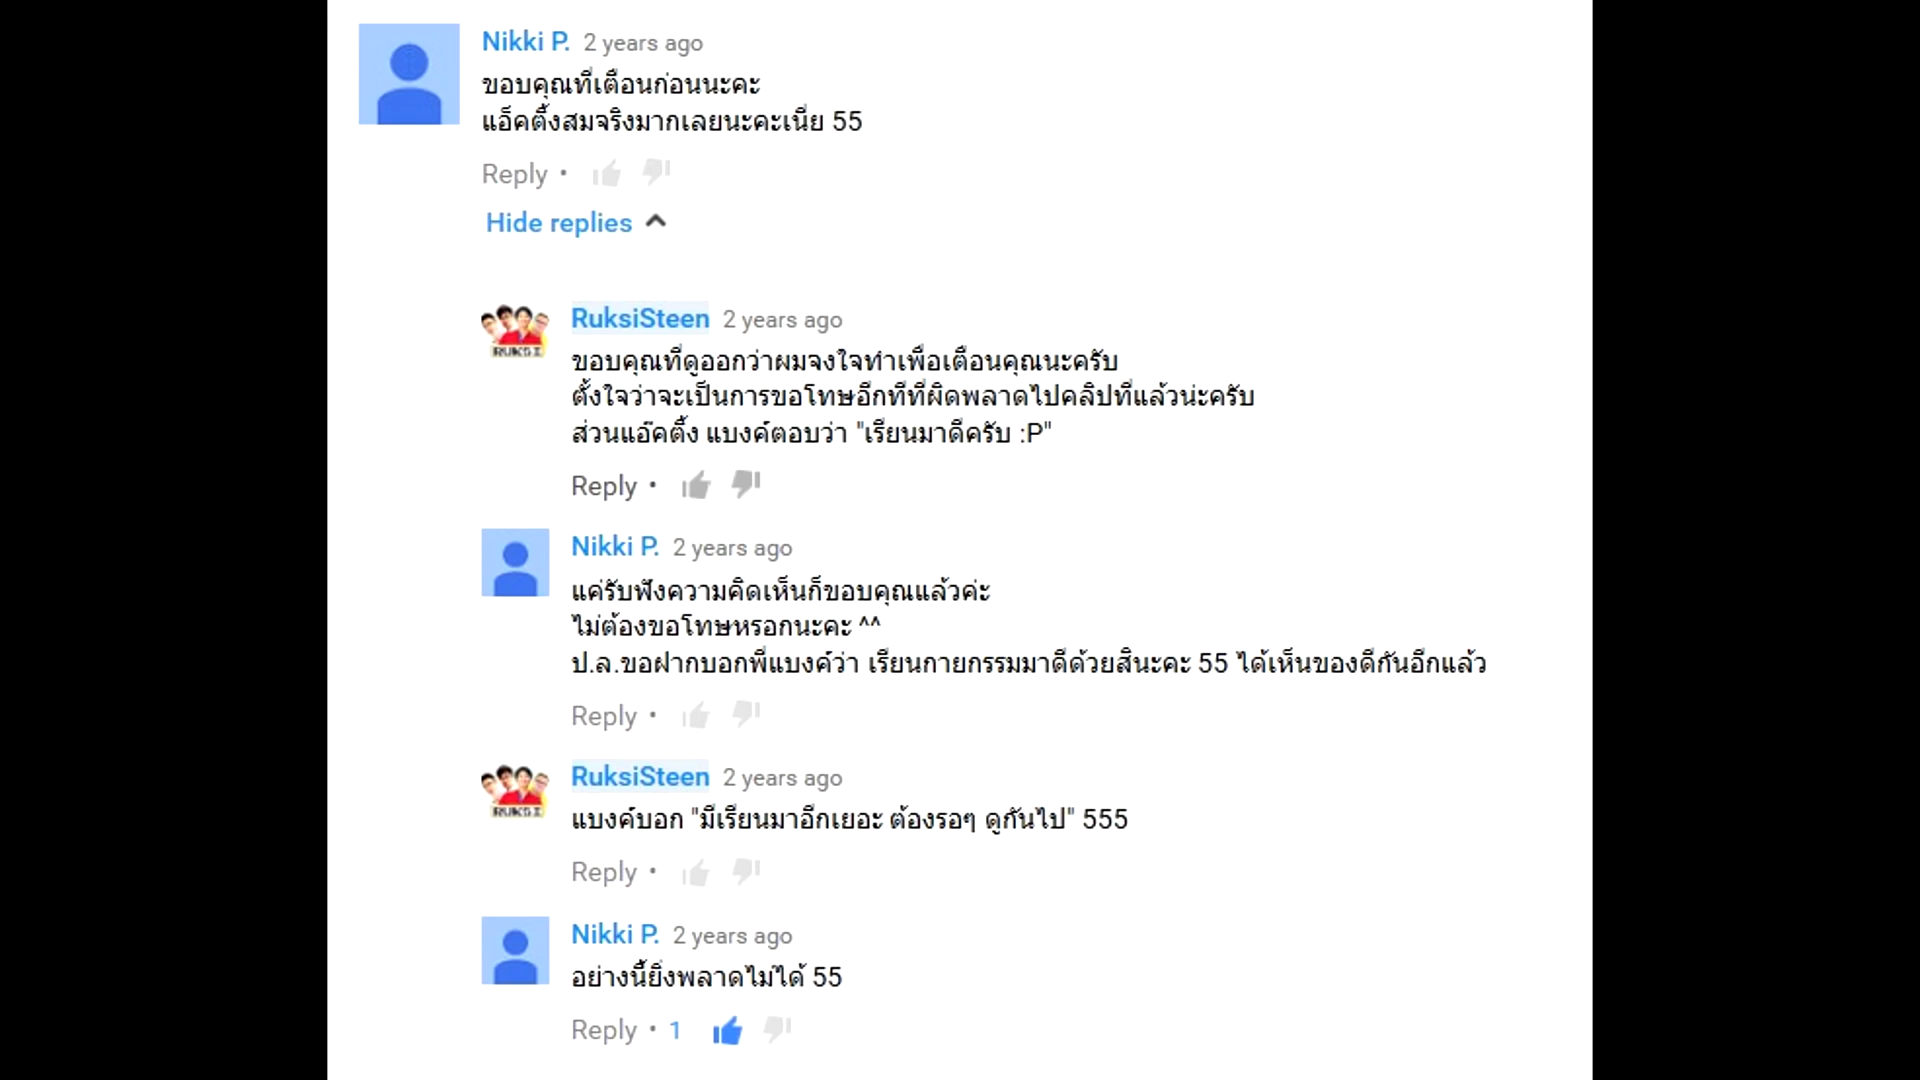 Nikki P. 2 years ago
ขอบคุณที่เตือนก่อนนะคะ
แอ็คติ้งสมจริงมากเลยนะคะเนี่ย 55
Reply •
Hide replies
RuksiSteen 2 years ago
RUKSI
ขอบคุณที่ดูออกว่าผมจงใจทำเพื่อเตือนคุณนะครับ
ตั้งใจว่าจะเป็นการขอโทษอีกทีที่ผิดพลาดไปคลิปที่แล้วน่ะครับ
ส่วนแอ๊คติ้ง แบงค์ตอบว่า "เรียนมาดีครับ :P"
Reply •
Nikki P. 2 years ago
แค่รับฟังความคิดเห็นก็ขอบคุณแล้วค่ะ
ไม่ต้องขอโทษหรอกนะคะ ^^
ป.ล.ขอฝากบอกพี่แบงค์ว่า เรียนกายกรรมมาดีด้วยสินะคะ 55 ได้เห็นของดีกันอีกแล้ว
Reply •
RuksiSteen 2 years ago
RUKSI
แบงค์บอก "มีเรียนมาอีกเยอะ ต้องรอๆ ดูกันไป" 555
Reply •
Nikki P. 2 years ago
อย่างนี้ยิ่งพลาดไม่ได้ 55
Reply • 1